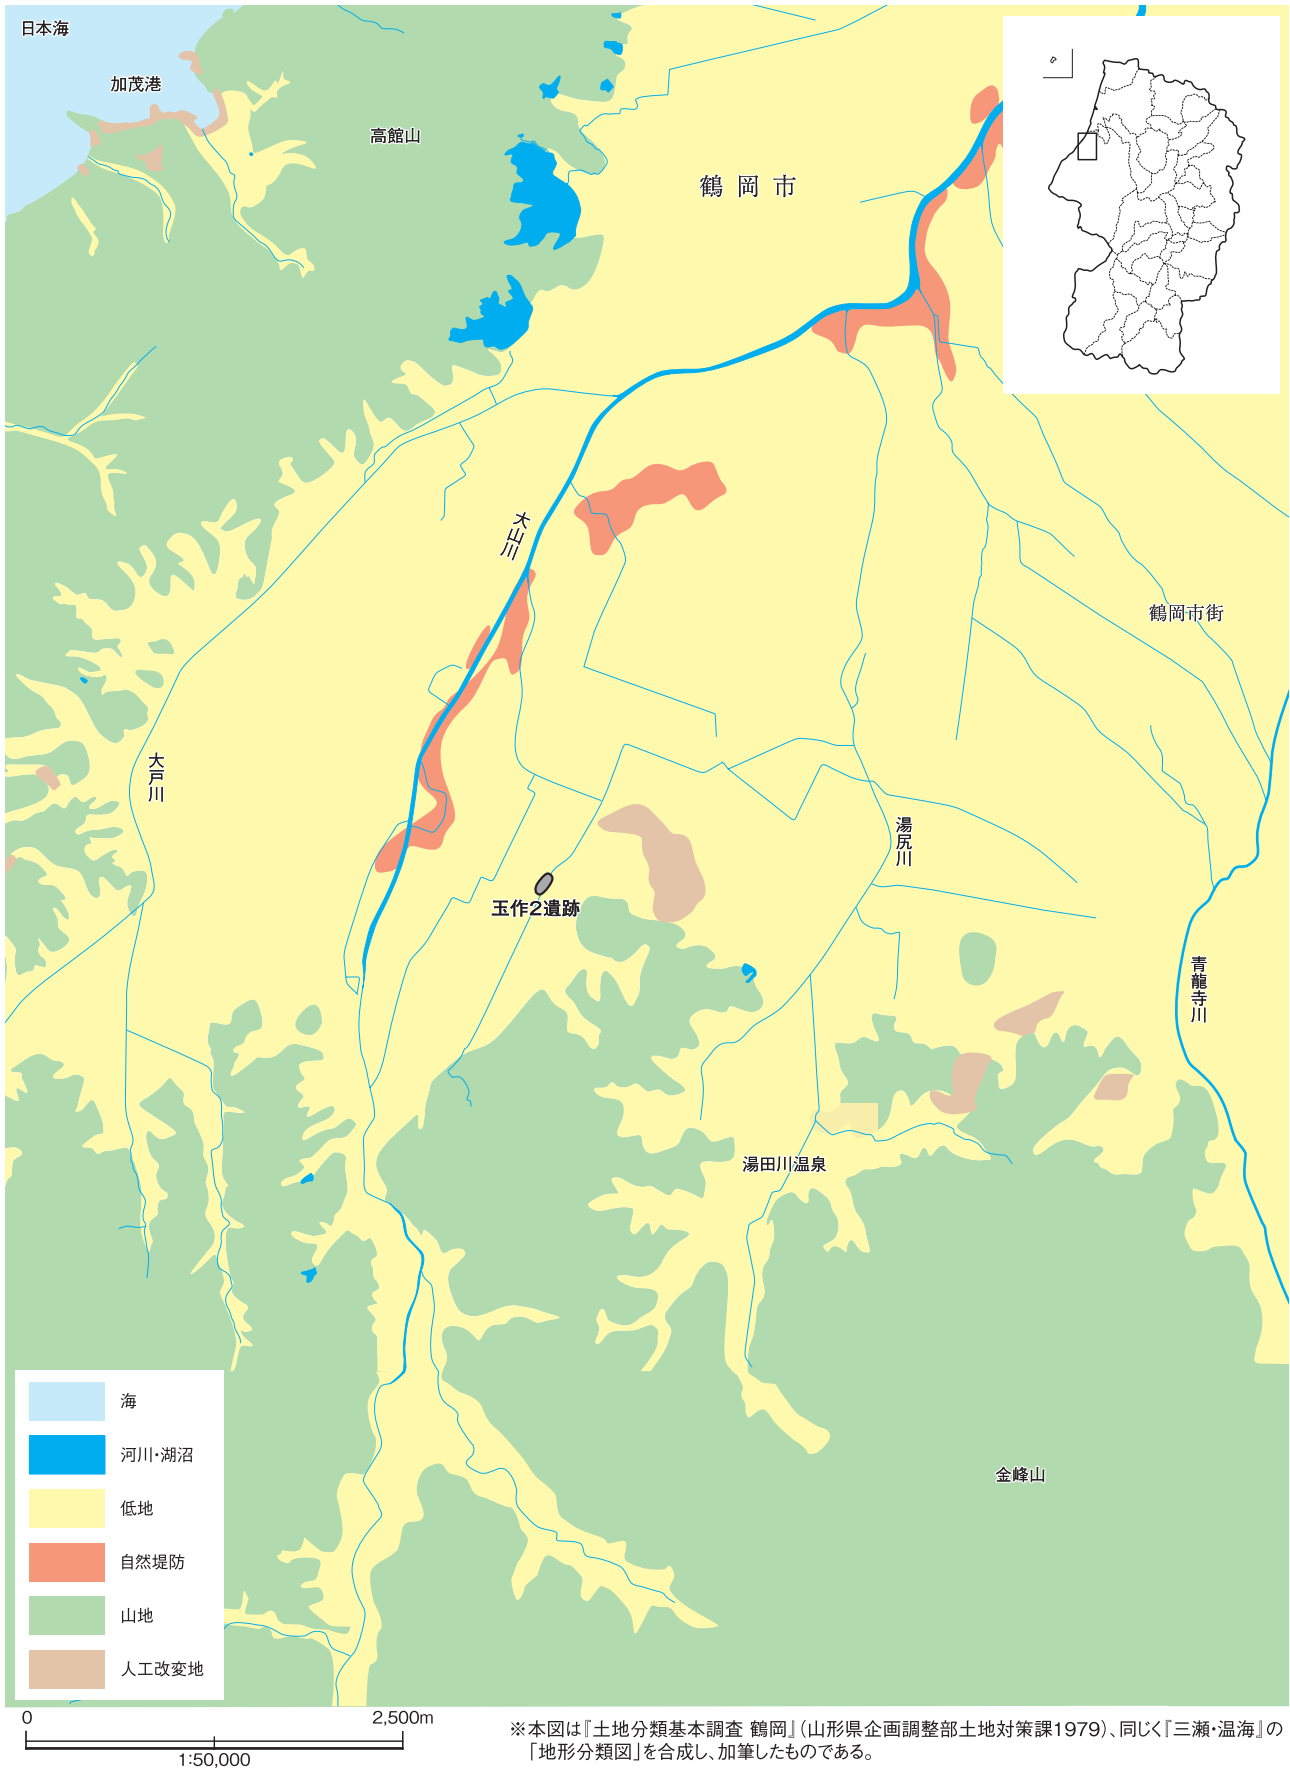 日本海
加茂港
高館山
鶴岡市
大山川
鶴岡市街
大戸川
湯尻川
玉作2遺跡
青龍寺川
湯田川温泉
金峰山
海
河川・湖沼
低地
自然堤防
山地
人工改変地
0
2,500m
1:50,000
※本図は『土地分類基本調査 鶴岡』(山形県企画調整部土地対策課1979)、同じく『三瀬・温海』の
「地形分類図」を合成し、加筆したものである。